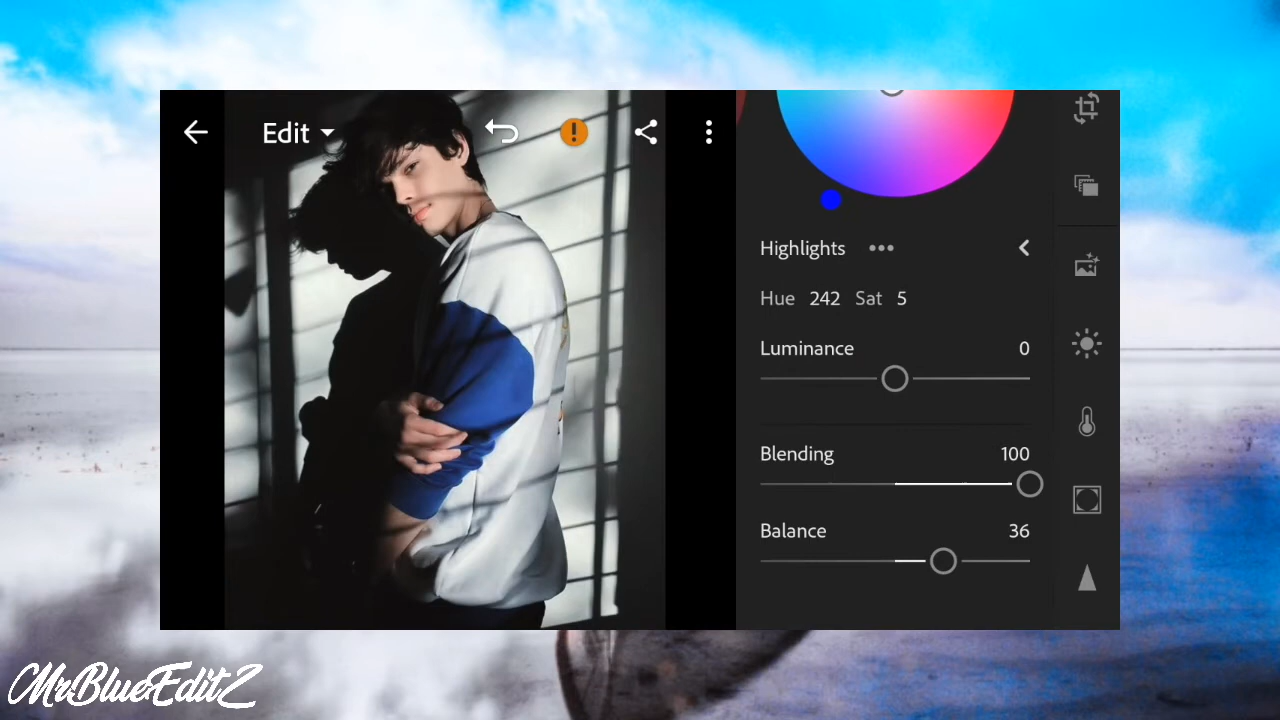 Edit
Highlights
Hue 242 Sat 5
Luminance 0
Blending 100
Balance 36
MrBlueEditZ